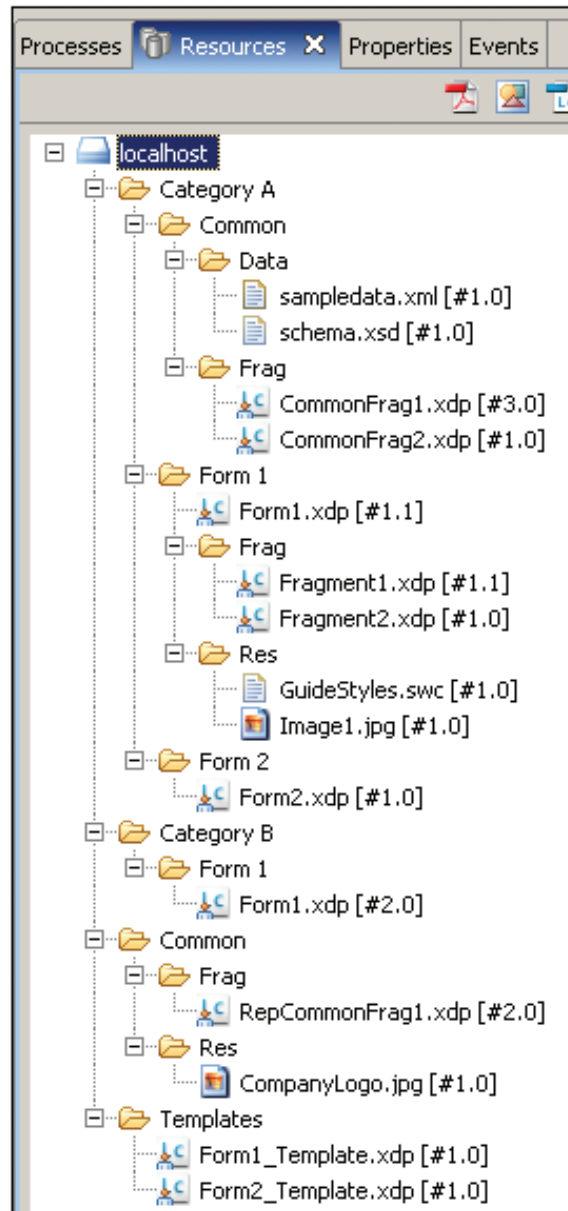 Processes Resources Properties Events
localhost
Category A
Common
Data
sampledata.xml [#1.0]
schema.xsd [#1.0]
Frag
CommonFrag1.xdp [#3.0]
CommonFrag2.xdp [#1.0]
Form 1
Form1.xdp [#1.1]
Frag
Fragment1.xdp [#1.1]
Fragment2.xdp [#1.0]
Res
GuideStyles.swc [#1.0]
Image1.jpg [#1.0]
Form 2
Form2.xdp [#1.0]
Category B
Form 1
Form1.xdp [#2.0]
Common
Frag
RepCommonFrag1.xdp [#2.0]
Res
CompanyLogo.jpg [#1.0]
Templates
Form1_Template.xdp [#1.0]
Form2_Template.xdp [#1.0]